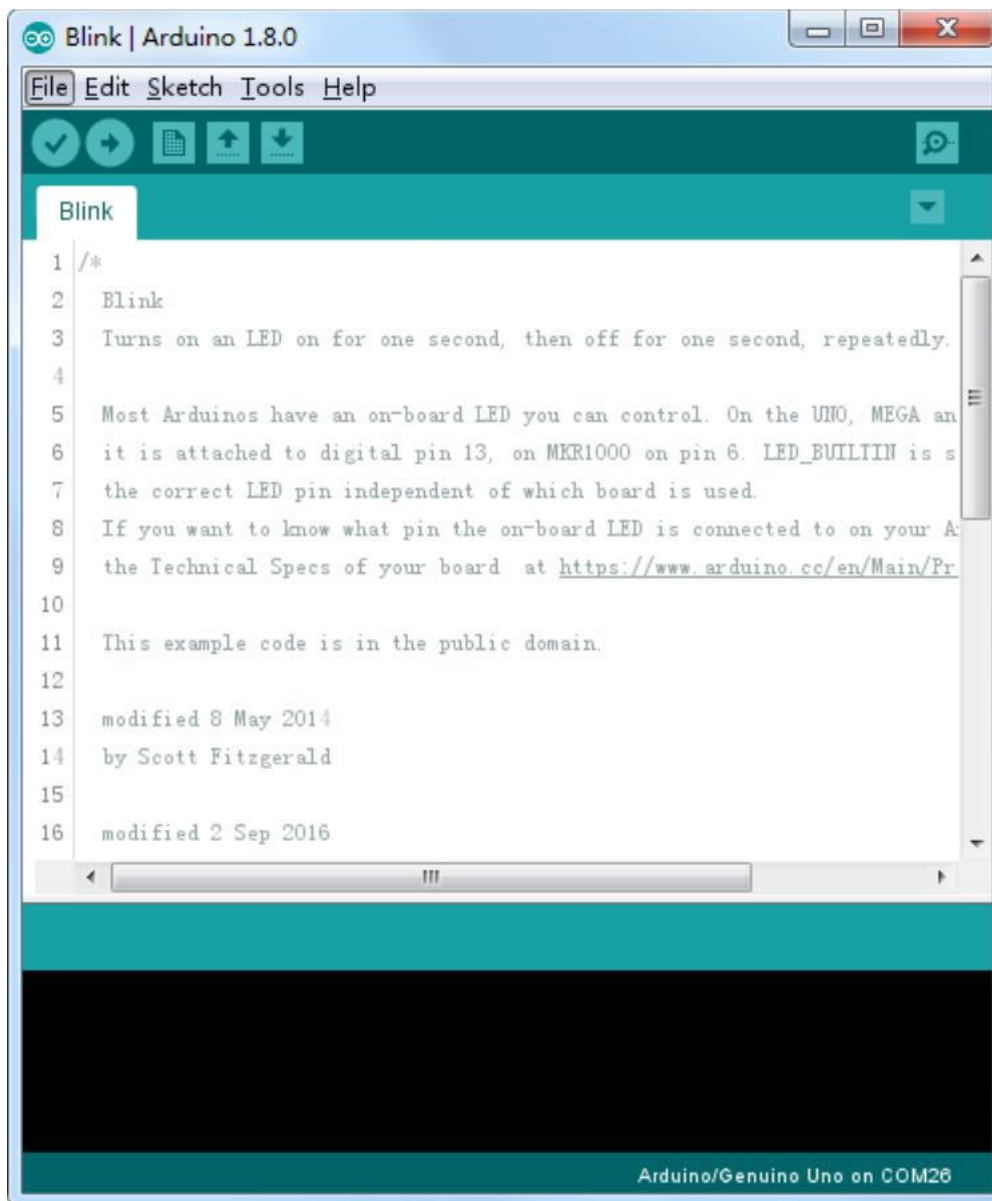 Blink | Arduino 1.8.0
File Edit Sketch Tools Help
Blink
1 /*
2 Blink
3 Turns on an LED on for one second, then off for one second, repeatedly.
4
5 Most Arduinos have an on-board LED you can control. On the UNO, MEGA an
6 it is attached to digital pin 13, on MKR1000 on pin 6. LED_BUILTIN is s
7 the correct LED pin independent of which board is used.
8 If you want to know what pin the on-board LED is connected to on your A
9 the Technical Specs of your board at https://www.arduino.cc/en/Main/Pr
10
11 This example code is in the public domain.
12
13 modified 8 May 2014
14 by Scott Fitzgerald
15
16 modified 2 Sep 2016
Arduino/Genuino Uno on COM26